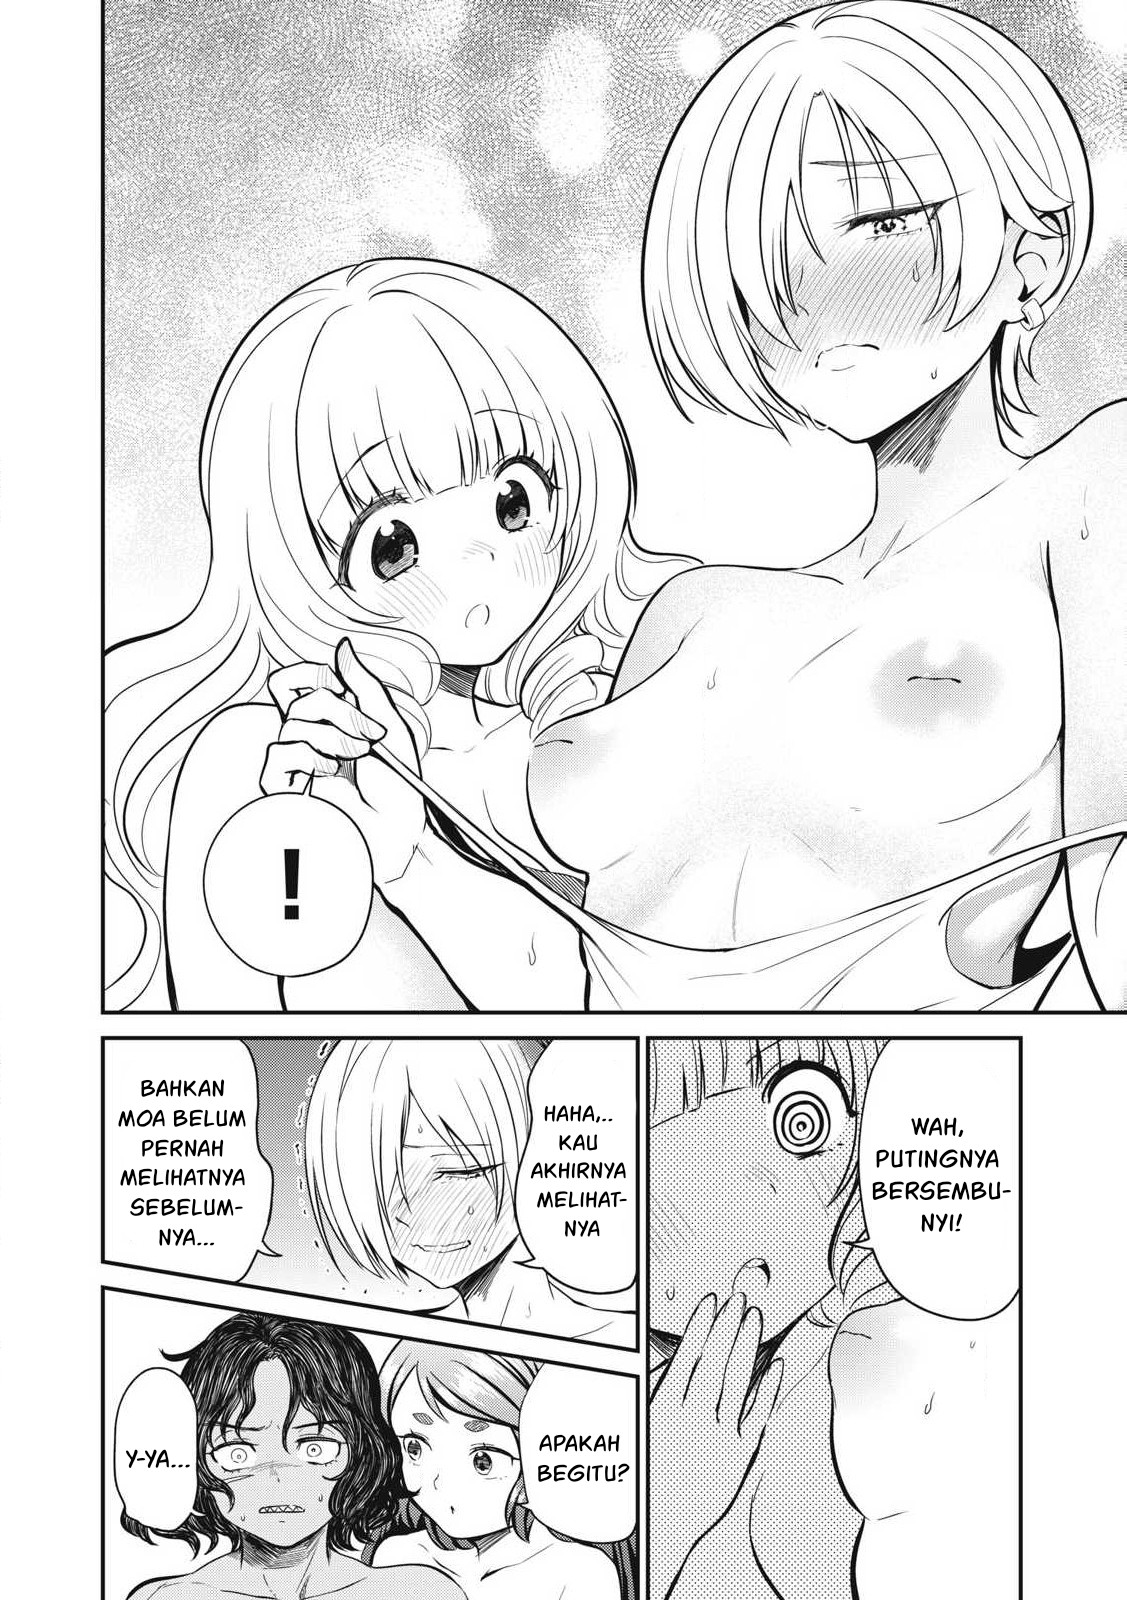 !
WAH,
PUTINGNYA
BERSEMBU-
NYI!
HAHA,..
KAU
AKHIRNYA
MELIHAT-
NYA
BAHKAN
MOA BELUM
PERNAH
MELIHATNYA
SEBELUM-
NYA...
APAKAH
BEGITU?
Y-YA...